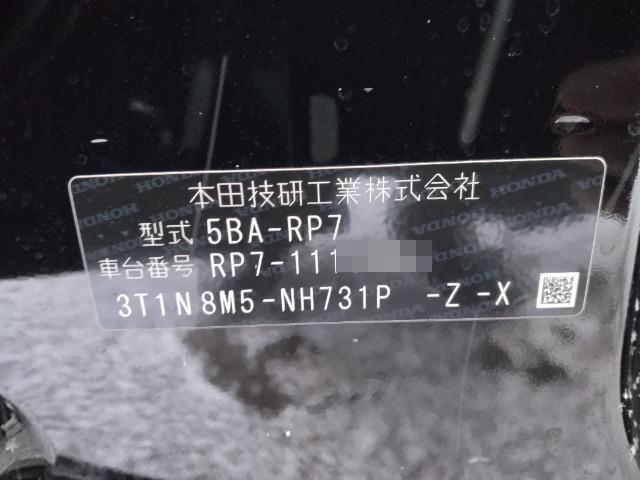 本田技研工業株式会社
型式 5BA-RP7
車台番号 RP7-111
3T1N8M5-NH731P -Z -X